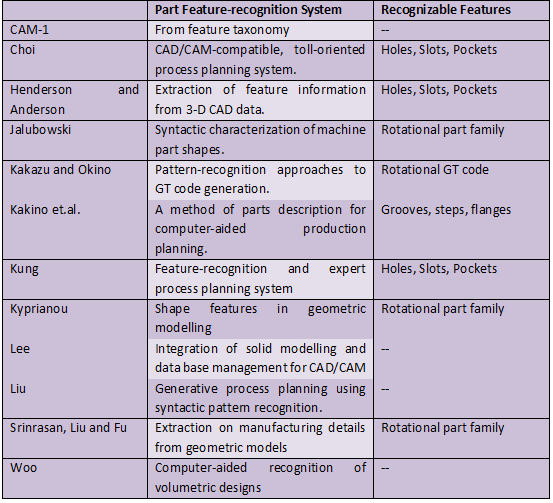 Part Feature-recognition System Recognizable Features
CAM-1 From feature taxonomy --
Choi CAD/CAM-compatible, toll-oriented Holes, Slots, Pockets
process planning system.
Henderson and Extraction of feature information Holes, Slots, Pockets
Anderson from 3-D CAD data.
Jalubowski Syntactic characterization of machine Rotational part family
part shapes.
Kakazu and Okino Pattern-recognition approaches to Rotational GT code
GT code generation.
Kakino et.al. A method of parts description for Grooves, steps, flanges
computer-aided production
planning.
Kung Feature-recognition and expert Holes, Slots, Pockets
process planning system
Kyprianou Shape features in geometric Rotational part family
modelling
Lee Integration of solid modelling and --
data base management for CAD/CAM
Liu Generative process planning using --
syntactic pattern recognition.
Srinrasan, Liu and Fu Extraction on manufacturing details Rotational part family
from geometric models
Woo Computer-aided recognition of --
volumetric designs